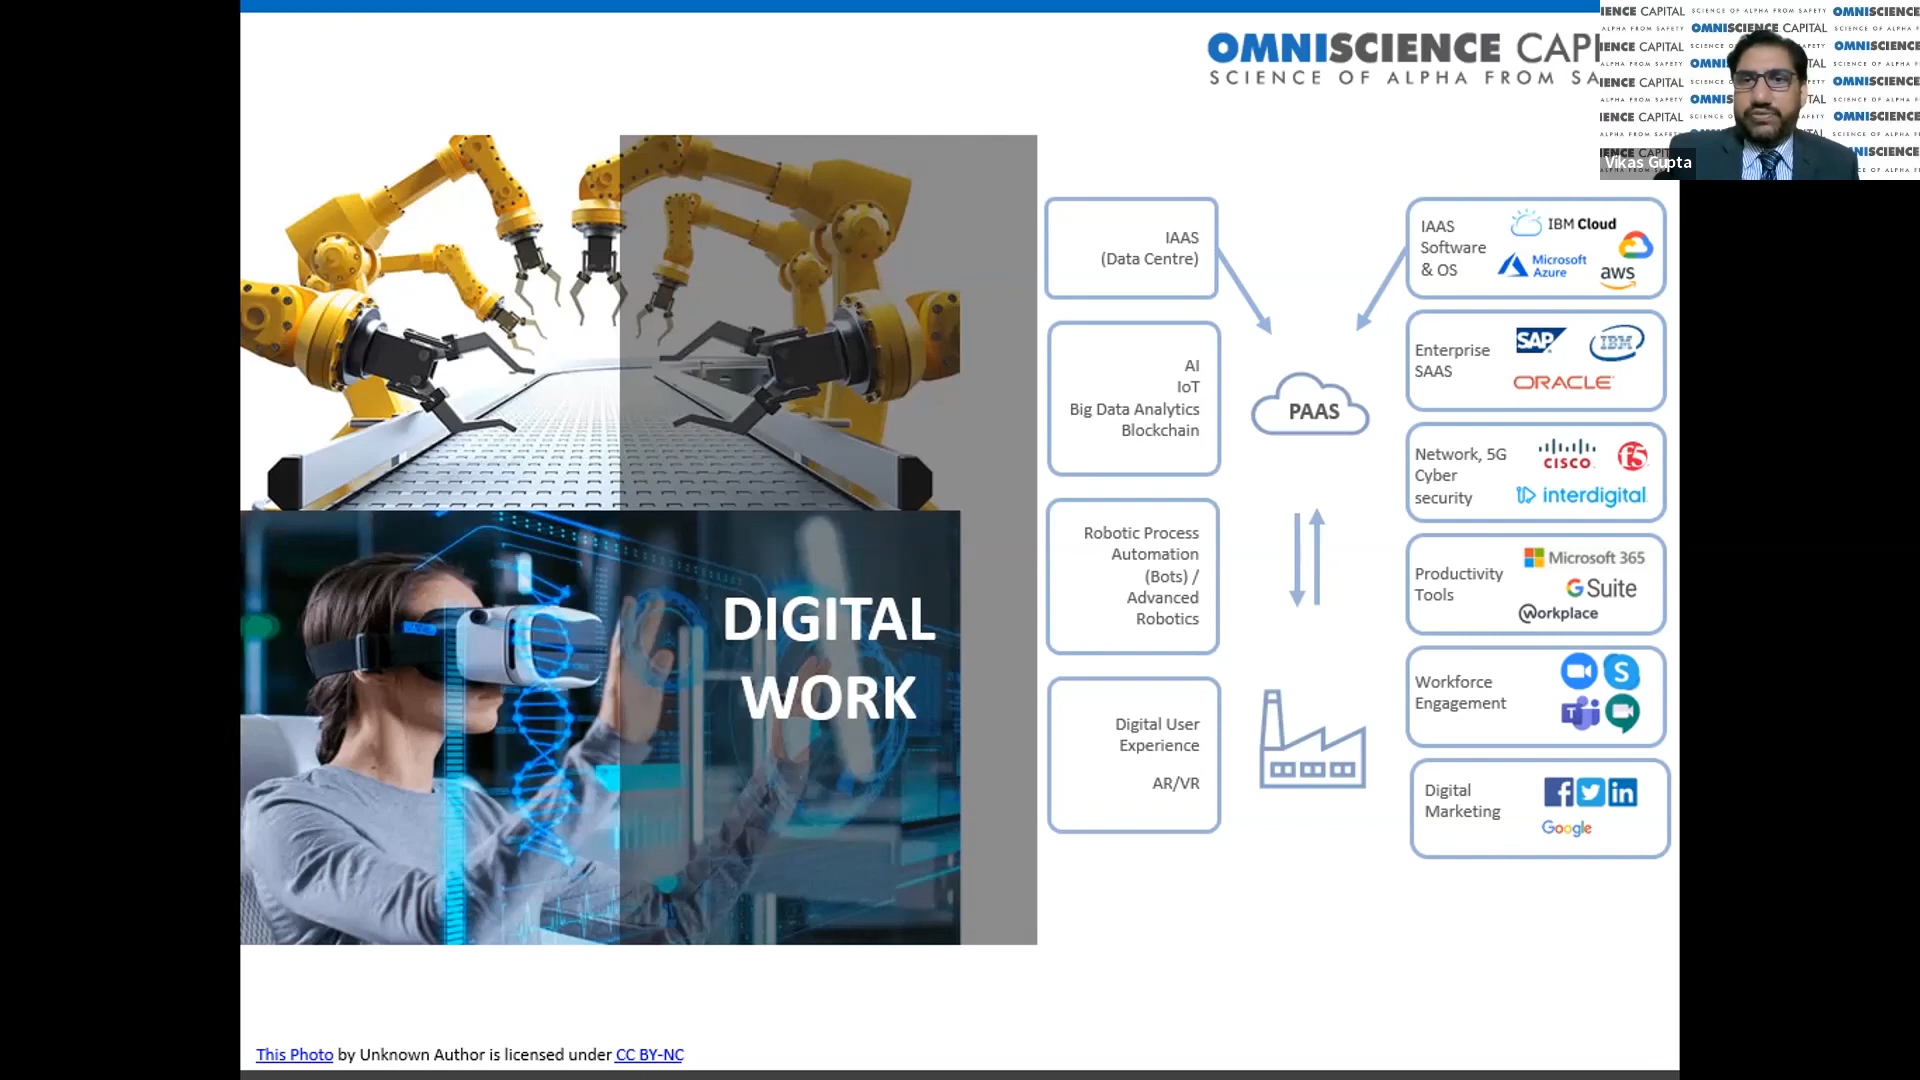 OMNISCIENCE CAPI
SCIENCE OF ALPHA FROM SA
Vikas Gupta
DIGITAL
WORK
IAAS
(Data Centre)
AI
IoT
Big Data Analytics
Blockchain
Robotic Process
Automation
(Bots) /
Advanced
Robotics
Digital User
Experience
AR/VR
PAAS
IAAS
Software
& OS
IBM Cloud
Microsoft
Azure
aws
Enterprise
SAAS
SAP
IBM
ORACLE
Network, 5G
Cyber
security
CISCO
f5
interdigital
Productivity
Tools
Microsoft 365
G Suite
Workplace
Workforce
Engagement
S
T
Digital
Marketing
f
in
Google
This Photo by Unknown Author is licensed under CC BY-NC